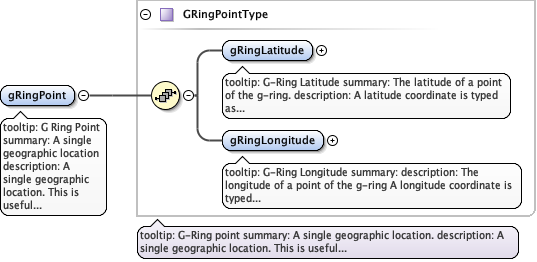 GRingPointType
gRingLatitude
tooltip: G-Ring Latitude summary: The latitude of a point
of the g-ring. description: A latitude coordinate is typed
as...
gRingPoint
tooltip: G Ring Point
summary: A single
geographic location
description: A
single geographic
location. This is
useful...
gRingLongitude
tooltip: G-Ring Longitude summary: description: The
longitude of a point of the g-ring A longitude coordinate is
typed...
tooltip: G-Ring point summary: A single geographic location. description: A
single geographic location. This is useful...